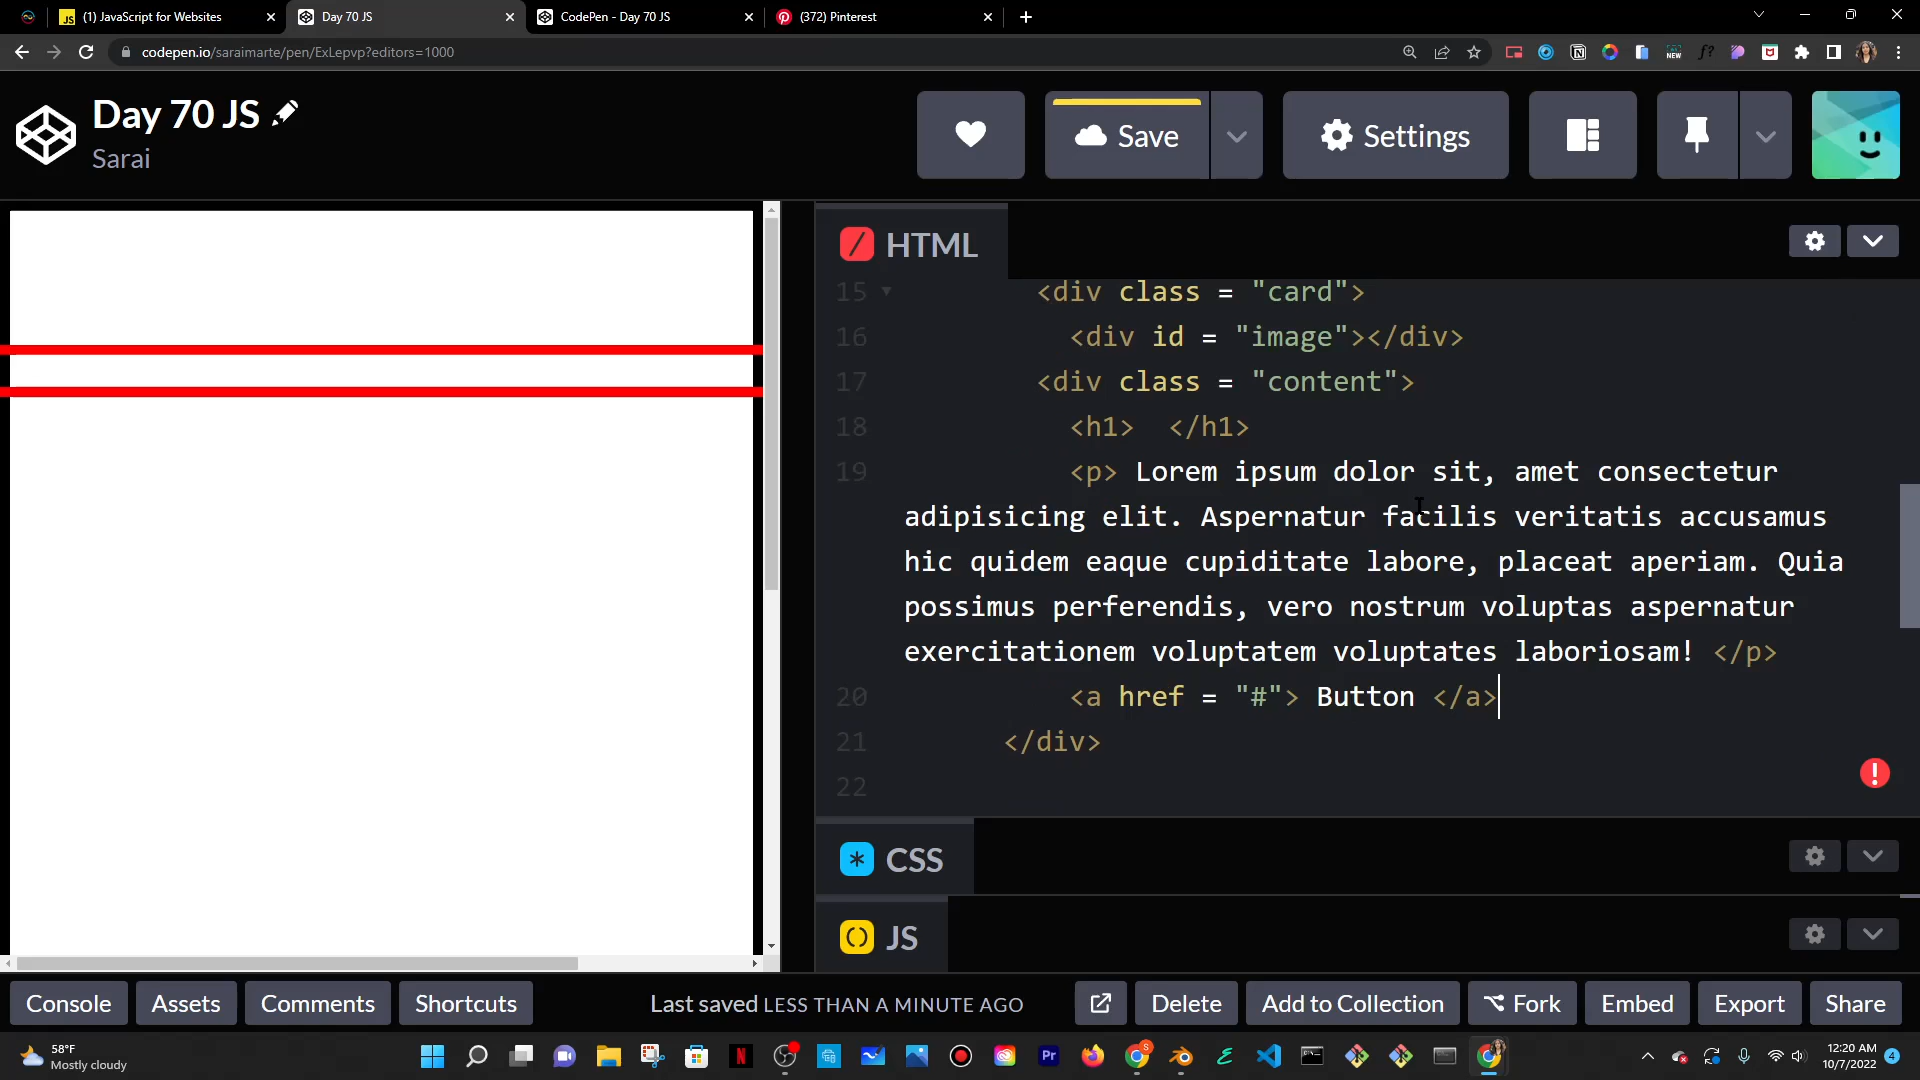 (1) JavaScript for Websites
Day 70 JS
CodePen - Day 70 JS
(372) Pinterest
codepen.io/saraimarte/pen/ExLepvp?editors=1000
Day 70 JS
Sarai
Save
Settings
HTML
15 <div class = "card">
16 <div id = "image"></div>
17 <div class = "content">
18 <h1>  </h1>
19 <p> Lorem ipsum dolor sit, amet consectetur
adipisicing elit. Aspernatur facilis veritatis accusamus
hic quidem eaque cupiditate labore, placeat aperiam. Quia
possimus perferendis, vero nostrum voluptas aspernatur
exercitationem voluptatem voluptates laboriosam! </p>
20 <a href = "#"> Button </a>
21 </div>
22
CSS
JS
Console
Assets
Comments
Shortcuts
Last saved LESS THAN A MINUTE AGO
Delete
Add to Collection
Fork
Embed
Export
Share
58°F
Mostly cloudy
12:20 AM
10/7/2022
4